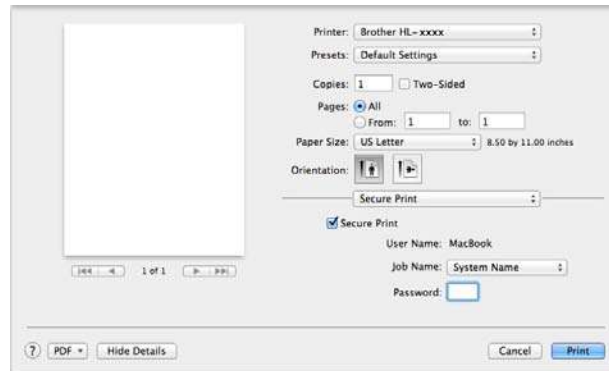 Printer: Brother HL-xxxx
Presets: Default Settings
Copies: 1 Two-Sided
Pages: All
From: 1 to: 1
Paper Size: US Letter 8.50 by 11.00 inches
Orientation:
Secure Print
Secure Print
User Name: MacBook
1 of 1
Job Name: System Name
Password:
? PDF Hide Details Cancel Print